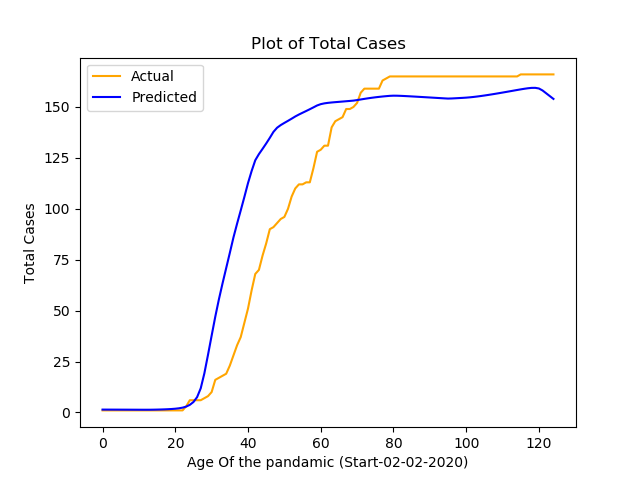 Plot of Total Cases
Actual
Predicted
Total Cases
150
125
100
75
50
25
0
0 20 40 60 80 100 120
Age Of the pandamic (Start-02-02-2020)